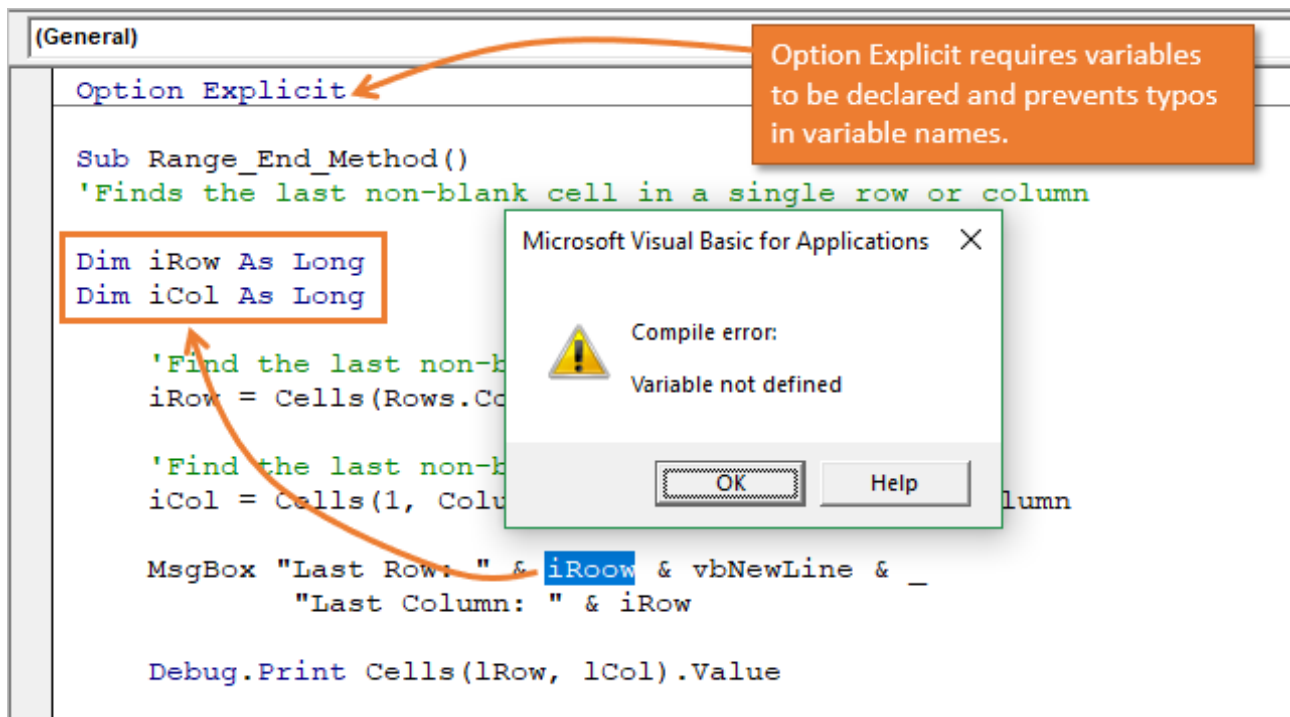 (General)
Option Explicit requires variables
to be declared and prevents typos
in variable names.
Option Explicit
Sub Range_End_Method()
'Finds the last non-blank cell in a single row or column
Dim iRow As Long
Dim iCol As Long
Microsoft Visual Basic for Applications
Compile error:
Variable not defined
OK
Help
'Find the last non-b
iRow = Cells(Rows.Co
'Find the last non-b
iCol = Cells(1, Colu
lumn
MsgBox "Last Row: " & iRoow & vbNewLine & _
"Last Column: " & iRow
Debug.Print Cells(lRow, lCol).Value